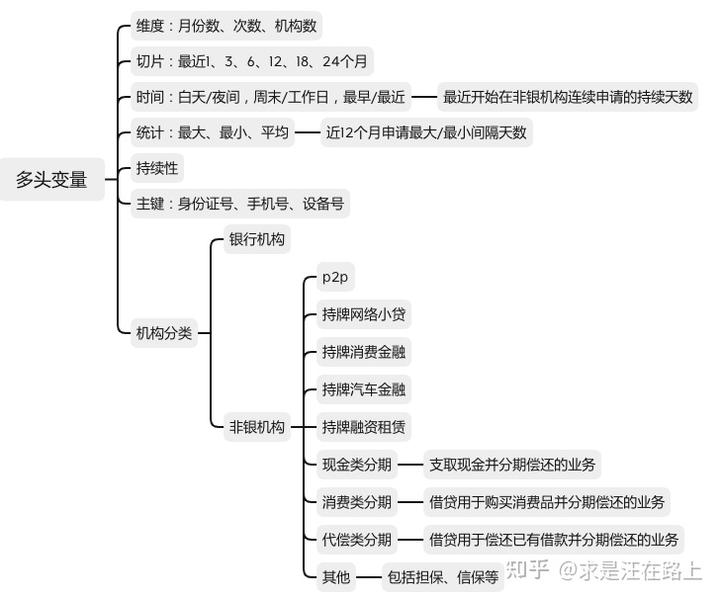 维度：月份数、次数、机构数
切片：最近1、3、6、12、18、24个月
时间：白天/夜间，周末/工作日，最早/最近
最近开始在非银机构连续申请的持续天数
统计：最大、最小、平均
近12个月申请最大/最小间隔天数
多头变量
持续性
主键：身份证号、手机号、设备号
机构分类
银行机构
非银机构
p2p
持牌网络小贷
持牌消费金融
持牌汽车金融
持牌融资租赁
现金类分期
支取现金并分期偿还的业务
消费类分期
借贷用于购买消费品并分期偿还的业务
代偿类分期
借贷用于偿还已有借款并分期偿还的业务
其他
包括担保、信保等
知乎 @求是汪在路上